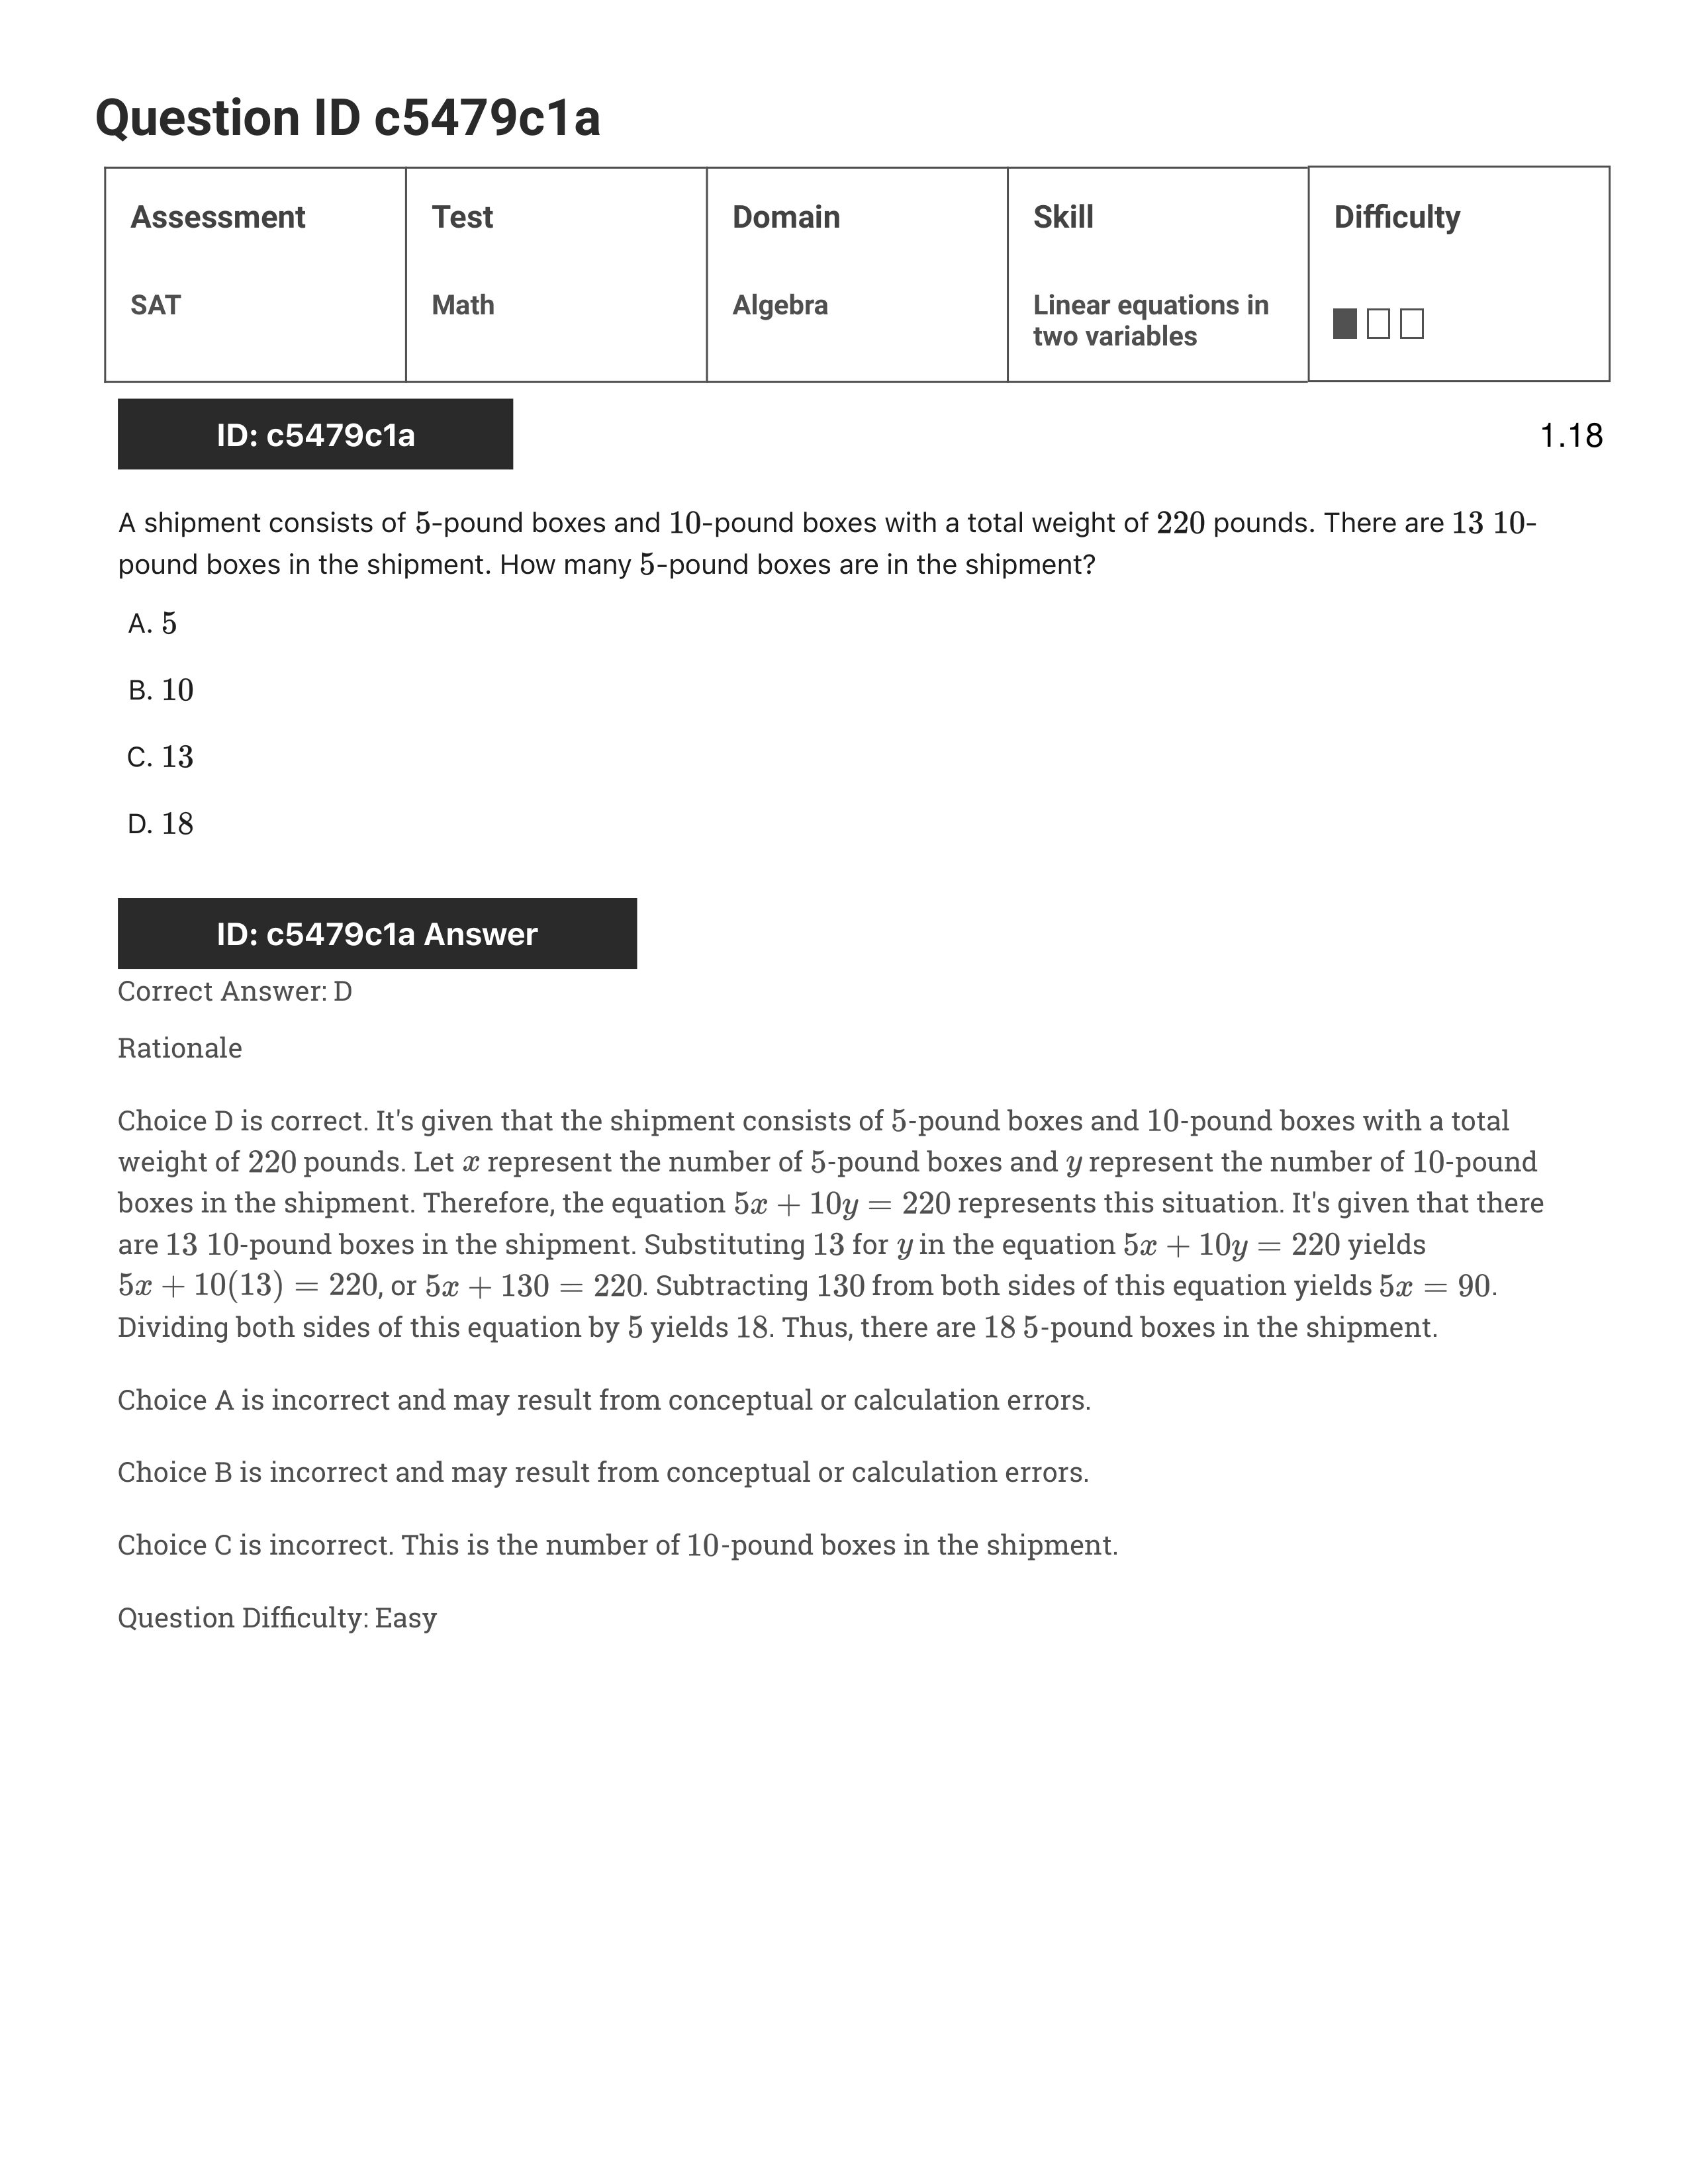 Question ID c5479c1a
Assessment Test Domain Skill Difficulty
SAT Math Algebra Linear equations in
two variables
ID: c5479c1a 1.18
A shipment consists of 5-pound boxes and 10-pound boxes with a total weight of 220 pounds. There are 13 10-
pound boxes in the shipment. How many 5-pound boxes are in the shipment?
A. 5
B. 10
C. 13
D. 18
ID: c5479c1a Answer
Correct Answer: D
Rationale
Choice D is correct. It's given that the shipment consists of 5-pound boxes and 10-pound boxes with a total
weight of 220 pounds. Let x represent the number of 5-pound boxes and y represent the number of 10-pound
boxes in the shipment. Therefore, the equation 5x + 10y = 220 represents this situation. It's given that there
are 13 10-pound boxes in the shipment. Substituting 13 for y in the equation 5x + 10y = 220 yields
5x + 10(13) = 220, or 5x + 130 = 220. Subtracting 130 from both sides of this equation yields 5x = 90.
Dividing both sides of this equation by 5 yields 18. Thus, there are 18 5-pound boxes in the shipment.
Choice A is incorrect and may result from conceptual or calculation errors.
Choice B is incorrect and may result from conceptual or calculation errors.
Choice C is incorrect. This is the number of 10-pound boxes in the shipment.
Question Difficulty: Easy